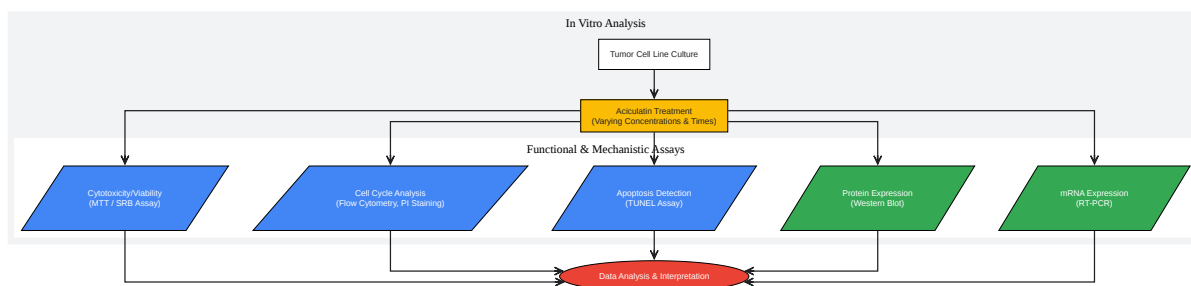 In Vitro Analysis
Tumor Cell Line Culture
Aciculatin Treatment
(Varying Concentrations & Times)
Functional & Mechanistic Assays
Cytotoxicity/Viability
(MTT / SRB Assay)
Cell Cycle Analysis
(Flow Cytometry, PI Staining)
Apoptosis Detection
(TUNEL Assay)
Protein Expression
(Western Blot)
mRNA Expression
(RT-PCR)
Data Analysis & Interpretation